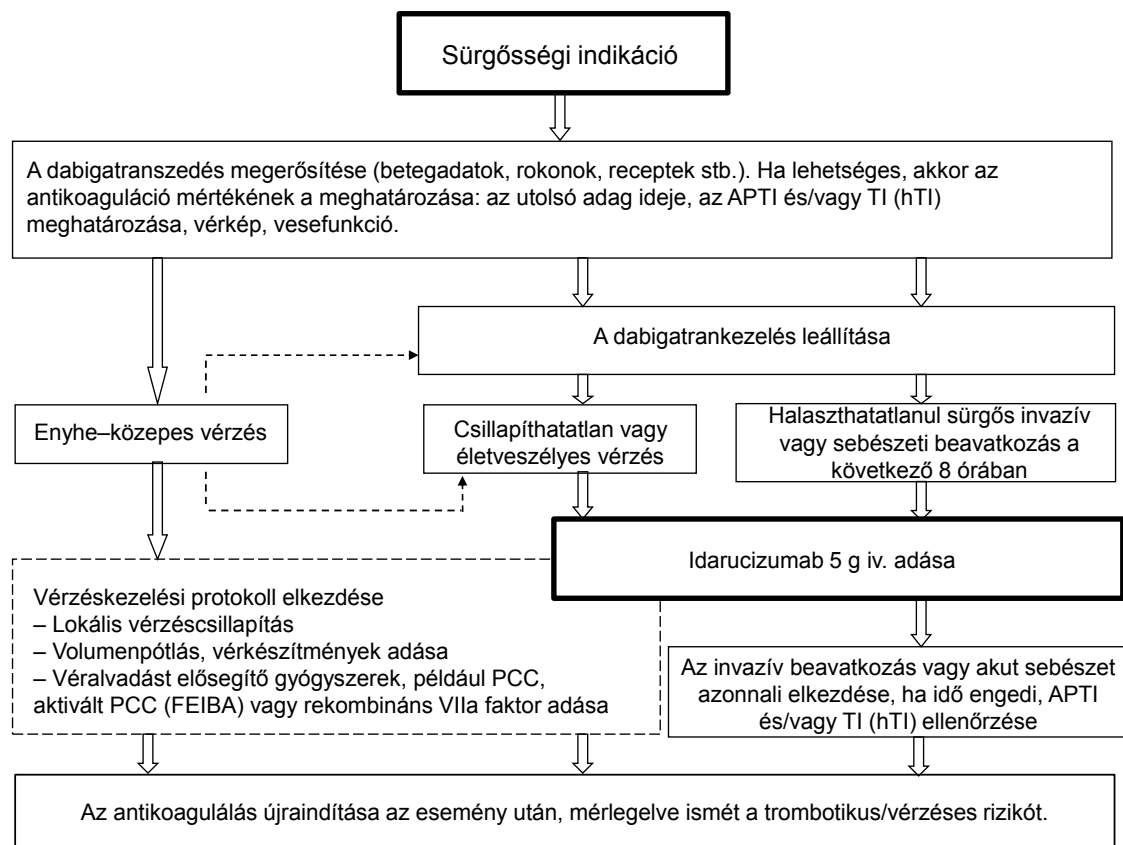 Sürgősségi indikáció
A dabigatranszedés megerősítése (betegadatok, rokonok, receptek stb.). Ha lehetséges, akkor az
antikoaguláció mértékének a meghatározása: az utolsó adag ideje, az APTI és/vagy TI (hTI)
meghatározása, vérkép, vesefunkció.
A dabigatrankezelés leállítása
Enyhe–közepes vérzés
Csillapíthatatlan vagy
életveszélyes vérzés
Halaszthatatlanul sürgős invazív
vagy sebészeti beavatkozás a
következő 8 órában
Idarucizumab 5 g iv. adása
Vérzéskezelési protokoll elkezdése
– Lokális vérzéscsillapítás
– Volumenpótlás, vérkészítmények adása
– Véralvadást elősegítő gyógyszerek, például PCC,
aktivált PCC (FEIBA) vagy rekombináns VIIa faktor adása
Az invazív beavatkozás vagy akut sebészet
azonnali elkezdése, ha idő engedi, APTI
és/vagy TI (hTI) ellenőrzése
Az antikoagulálás újraindítása az esemény után, mérlegelve ismét a trombotikus/vérzéses rizikót.